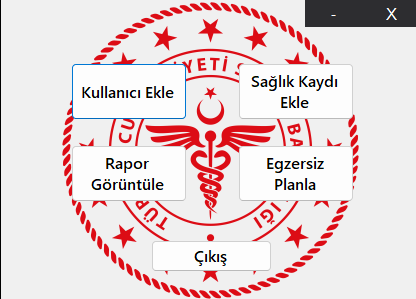 - X
Kullanıcı Ekle
Sağlık Kaydı
Ekle
Rapor
Görüntüle
Egzersiz
Planla
Çıkış